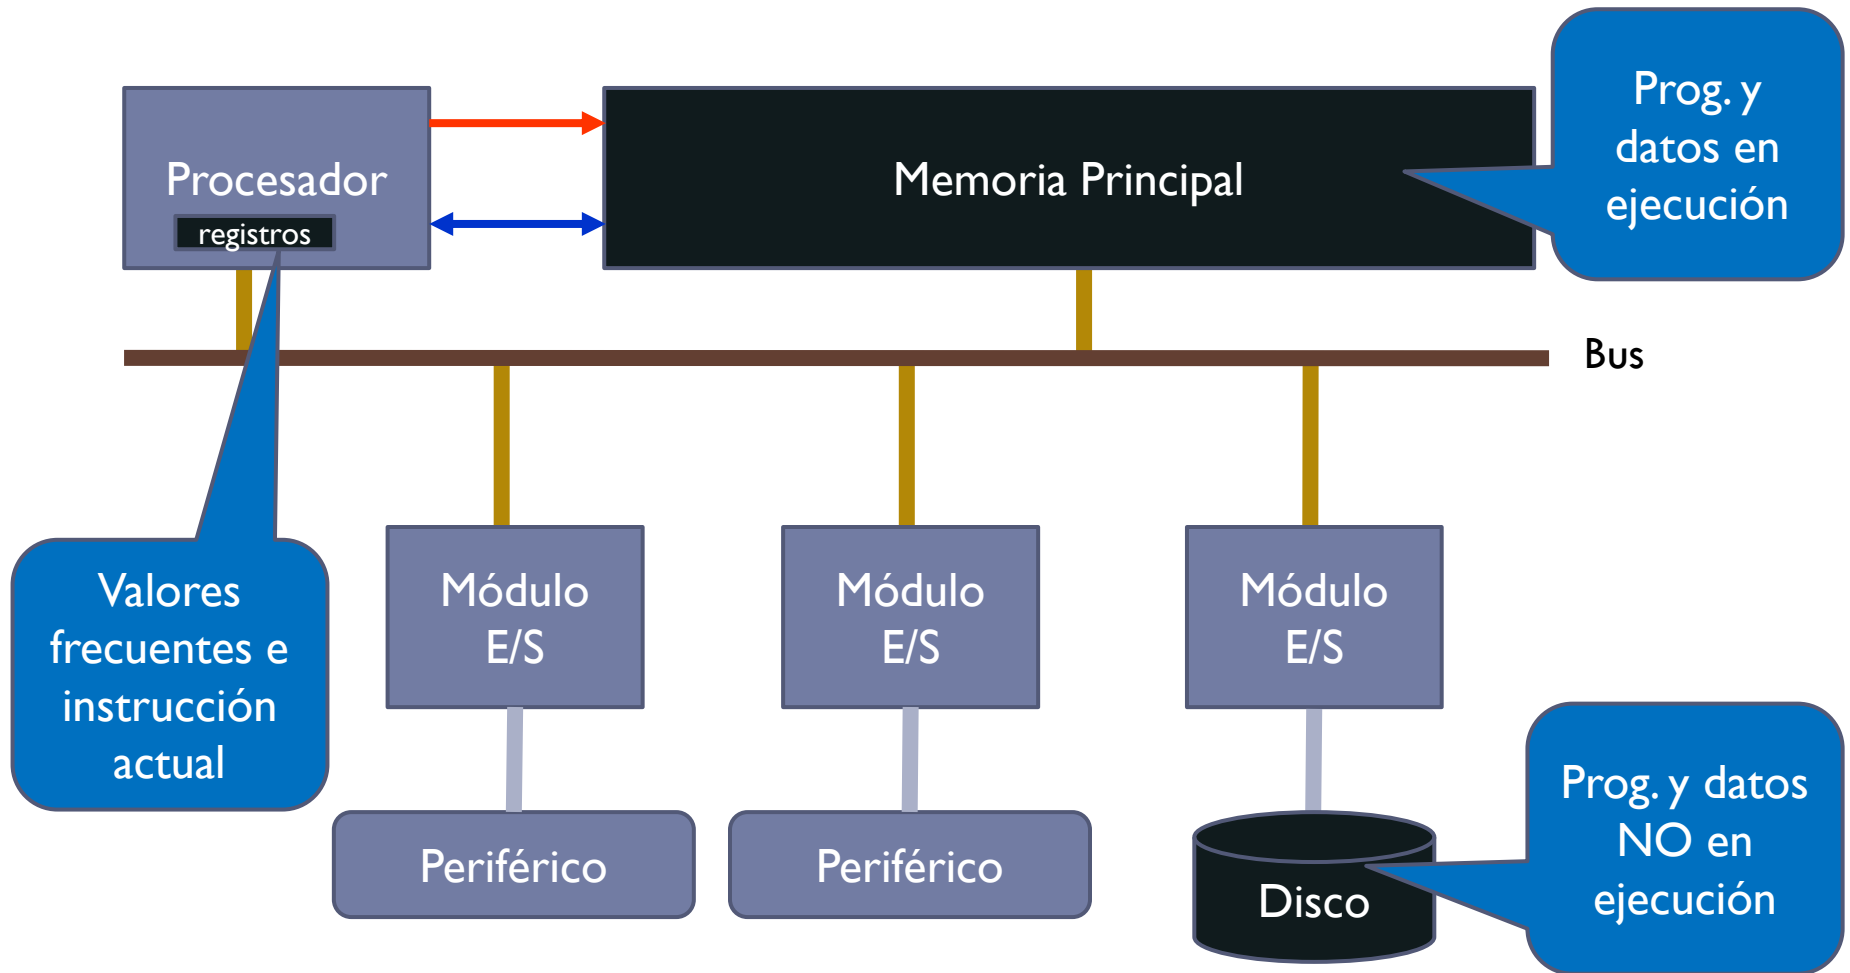 Prog. y
datos en
ejecución
Procesador
registros
Memoria Principal
Bus
Valores
frecuentes e
instrucción
actual
Módulo
E/S
Módulo
E/S
Módulo
E/S
Periférico
Periférico
Disco
Prog. y datos
NO en
ejecución